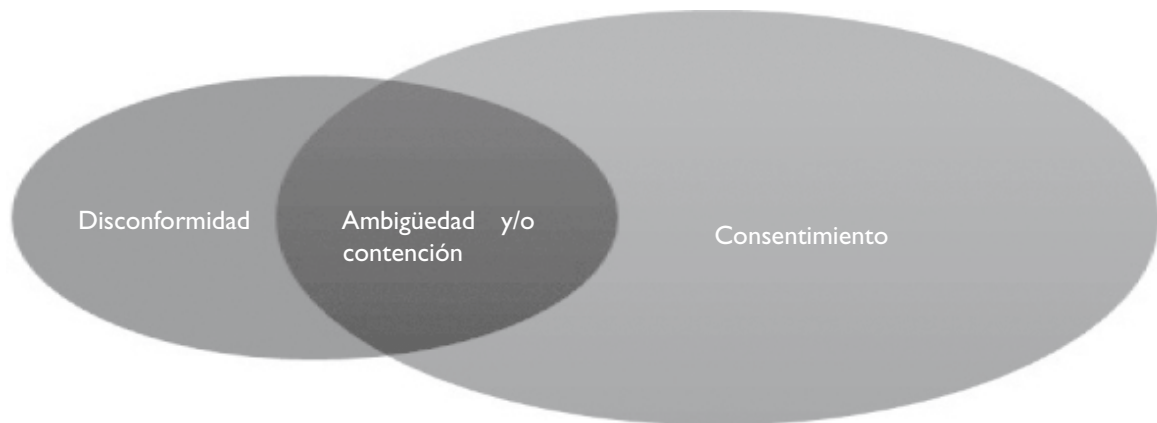 Disconformidad
Ambigüedad y/o
contención
Consentimiento